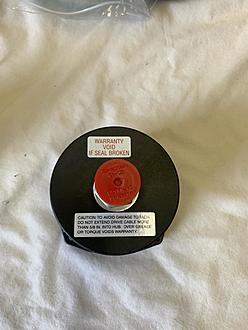 WARRANTY
VOID
IF SEAL BROKEN
CAUTION: TO AVOID DAMAGE TO
DO NOT EXTEND DRIVE CABLE MORE
THAN 5/8 IN. INTO HUB. OVER GREASE
OR TORQUE VOIDS WARRANTY